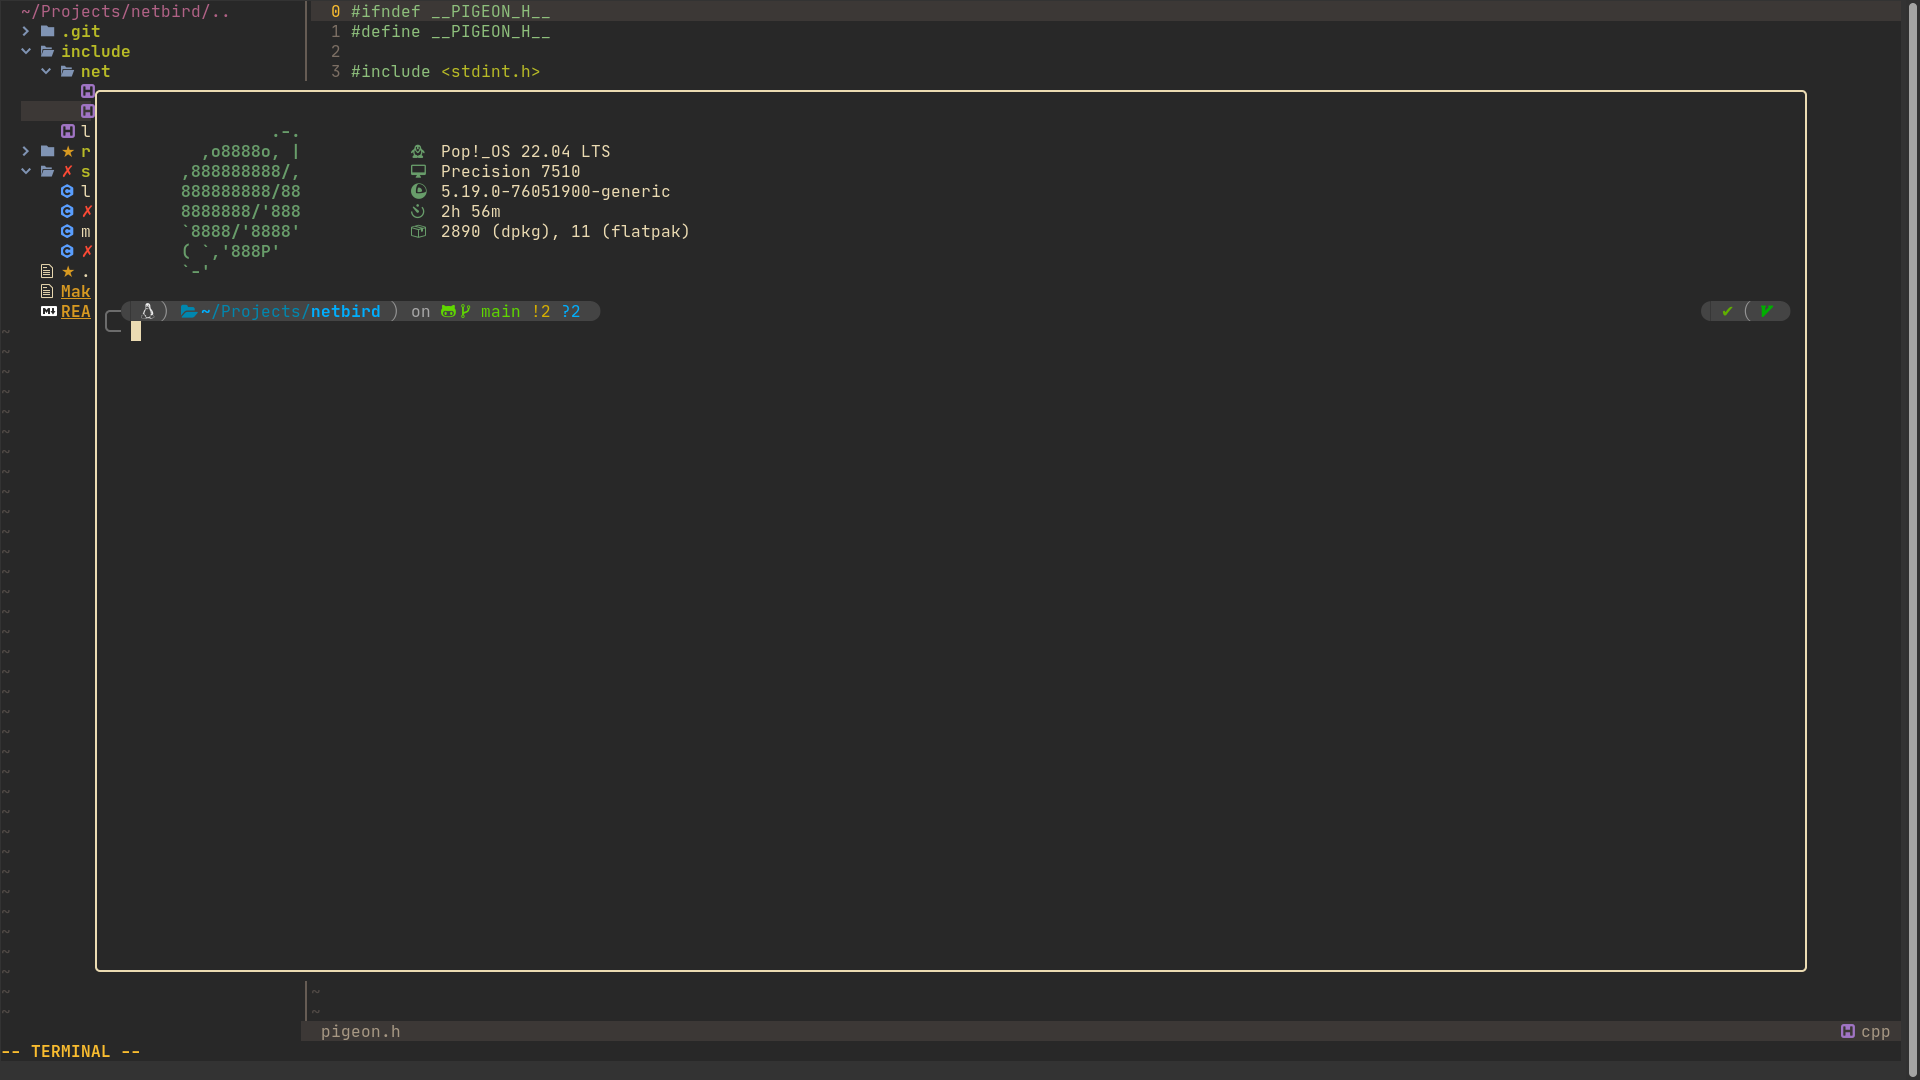 ~/Projects/netbird/..
.git
include
net
l
★ r
✗ s
l
✗
m
✗
★ .
Mak
REA
0 #ifndef __PIGEON_H__
1 #define __PIGEON_H__
2
3 #include <stdint.h>
.-.
,o8888o, |
,888888888/,
888888888/88
8888888/'888
`8888/'8888'
( `,'888P'
`-'
Pop!_OS 22.04 LTS
Precision 7510
5.19.0-76051900-generic
2h 56m
2890 (dpkg), 11 (flatpak)
~/Projects/netbird ) on main !2 ?2
✔ (
pigeon.h
cpp
-- TERMINAL --